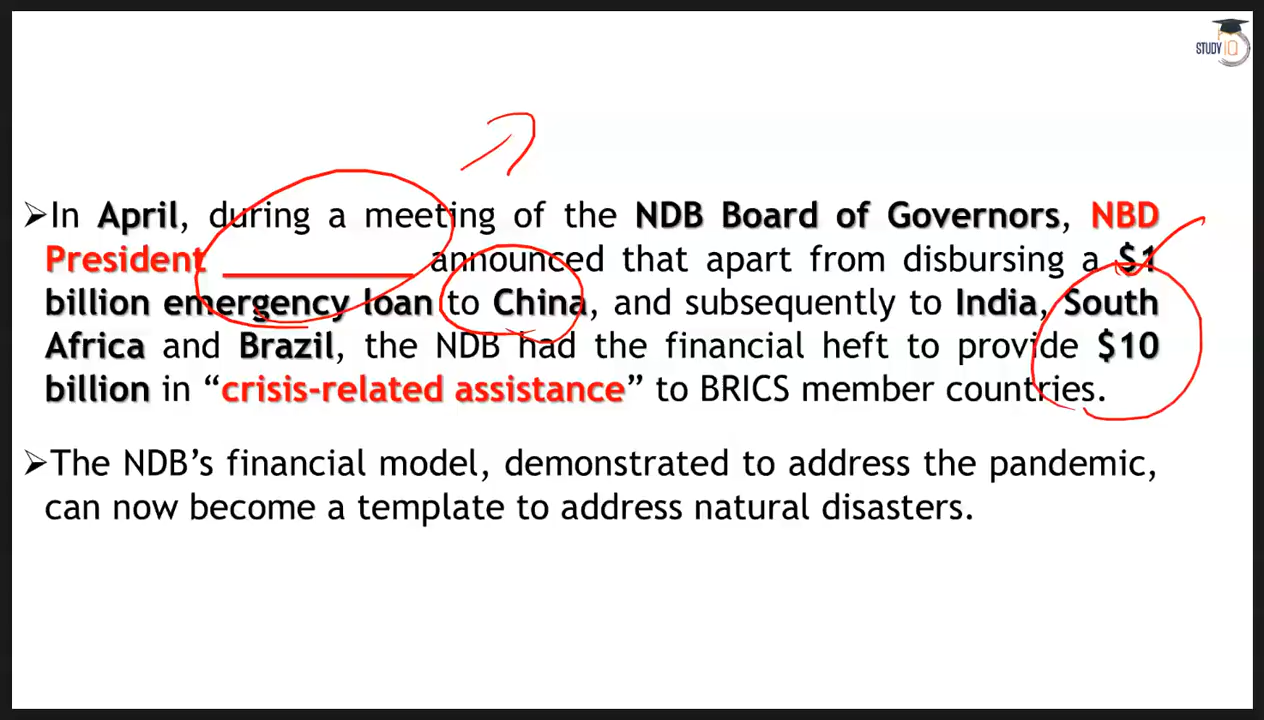 STUDY IQ
➢In April, during a meeting of the NDB Board of Governors, NBD
President ___________ announced that apart from disbursing a $1
billion emergency loan to China, and subsequently to India, South
Africa and Brazil, the NDB had the financial heft to provide $10
billion in “crisis-related assistance” to BRICS member countries.
➢The NDB’s financial model, demonstrated to address the pandemic,
can now become a template to address natural disasters.